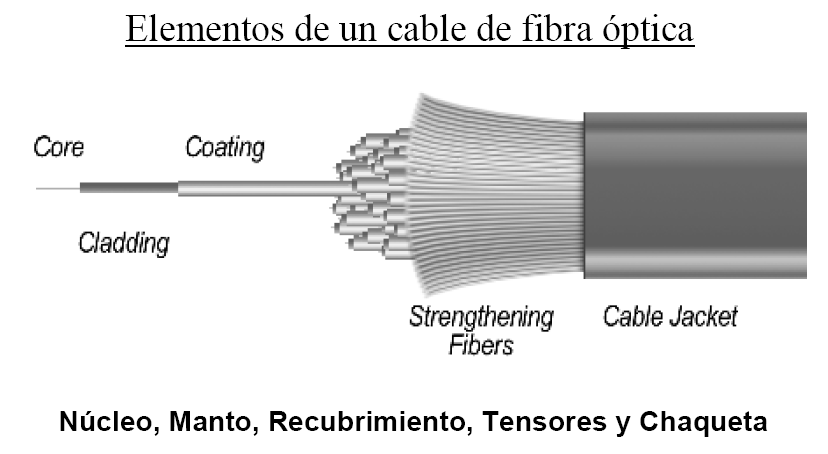 Elementos de un cable de fibra óptica
Core
Coating
Cladding
Strengthening
Fibers
Cable Jacket
Núcleo, Manto, Recubrimiento, Tensores y Chaqueta